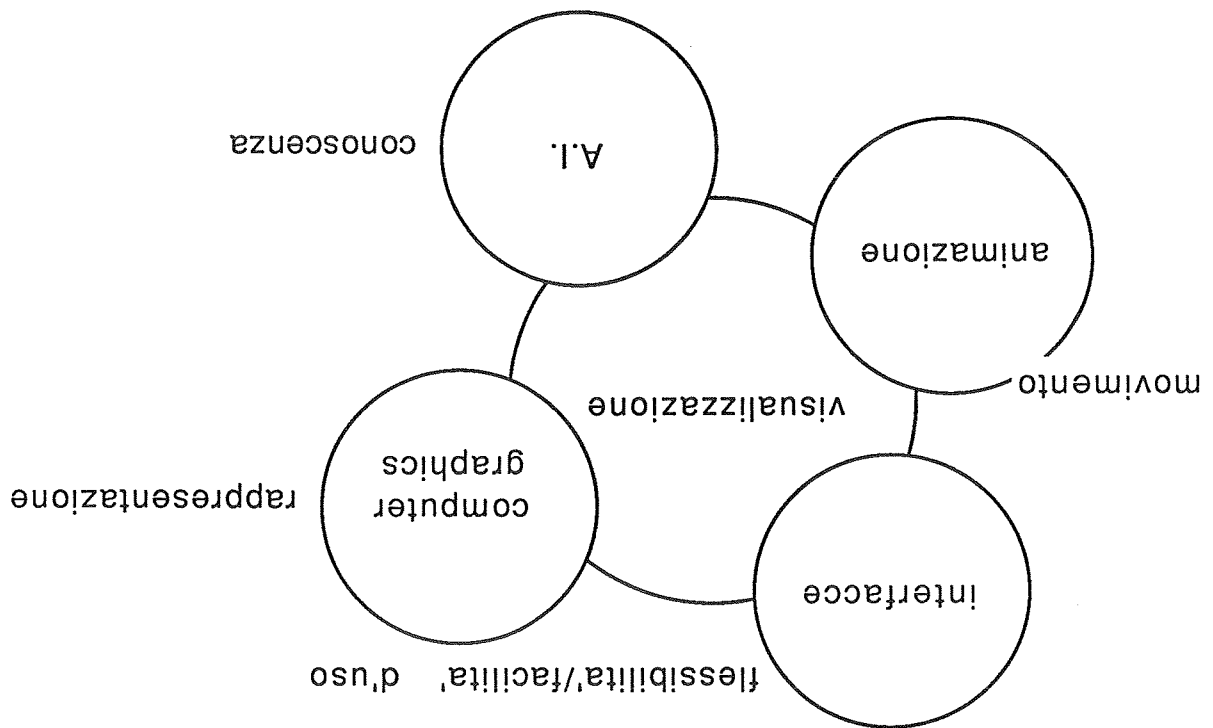 flessibilita'/facilita' d'uso
interfacce
computer
graphics
rappresentazione
visualizzazione
movimento
animazione
A.I.
conoscenza